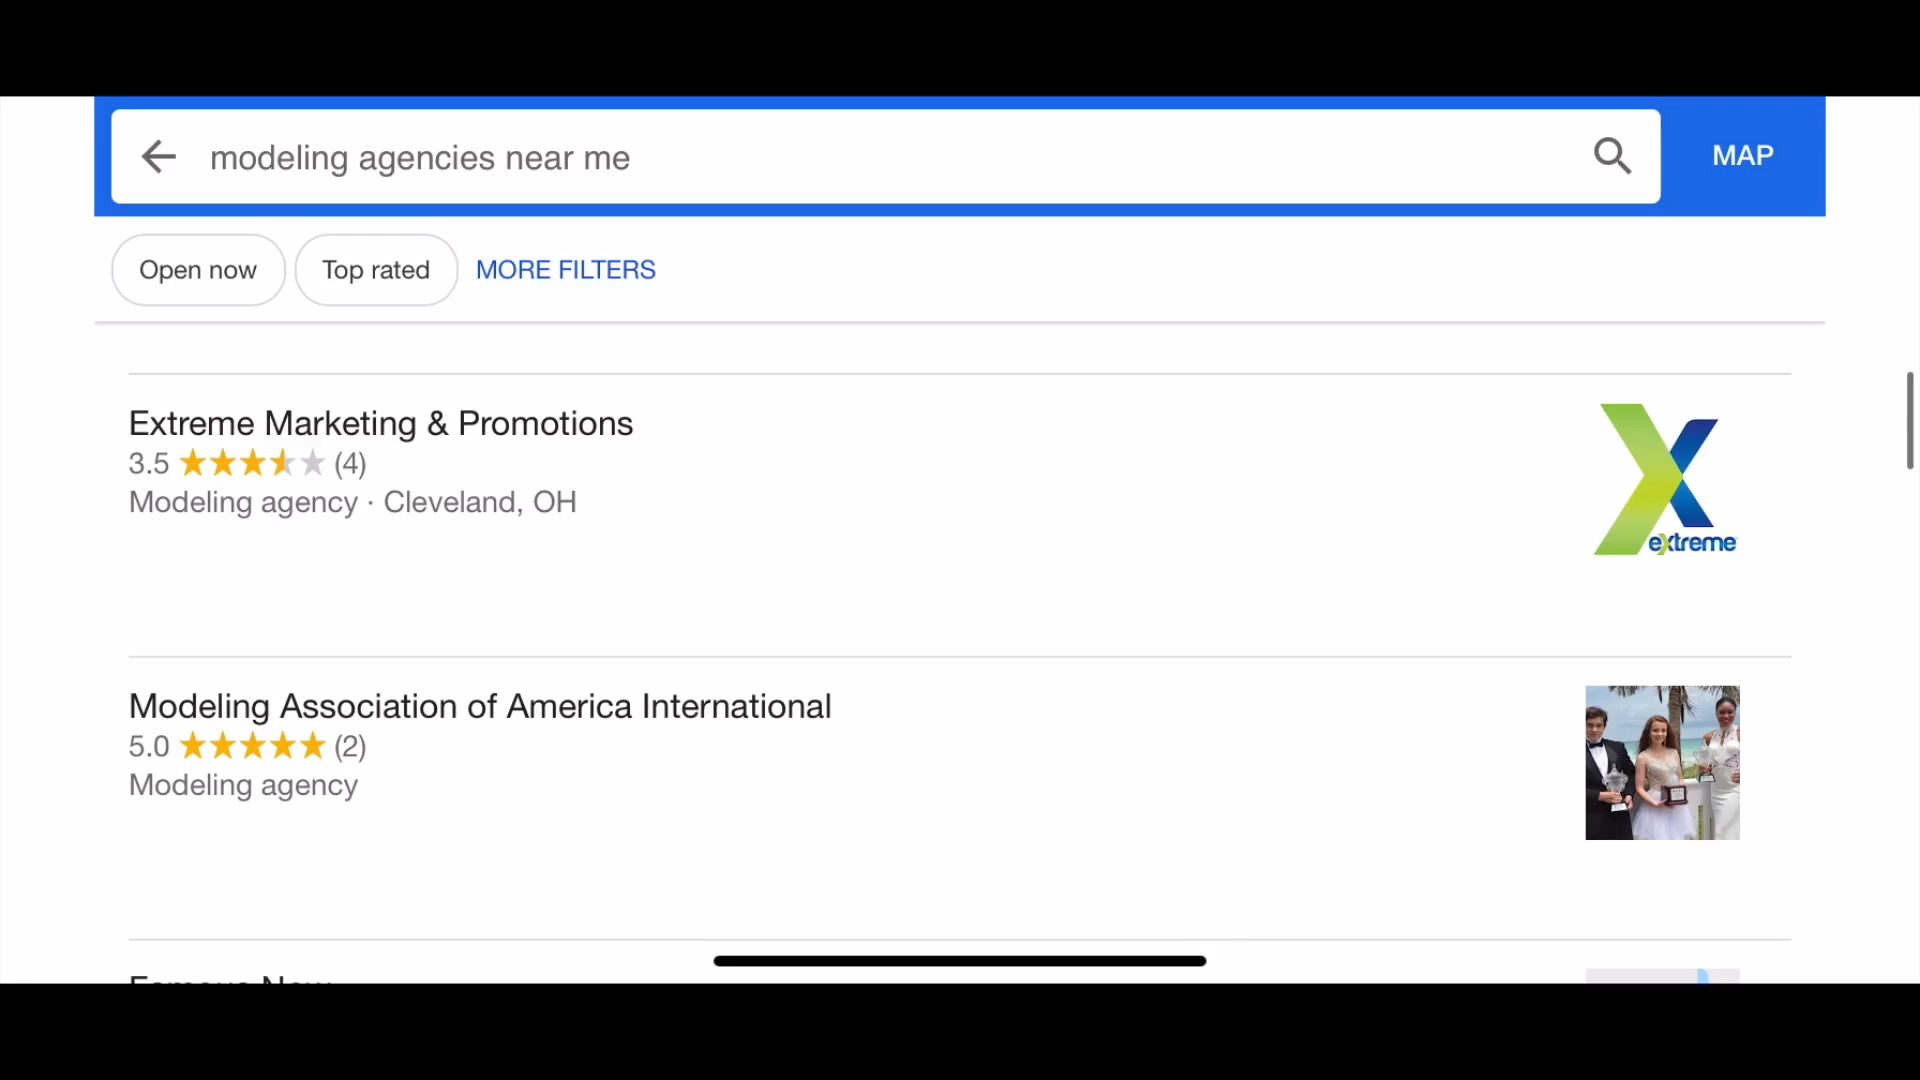 modeling agencies near me
MAP
Open now
Top rated
MORE FILTERS
Extreme Marketing & Promotions
3.5 (4)
Modeling agency · Cleveland, OH
extreme
Modeling Association of America International
5.0 (2)
Modeling agency